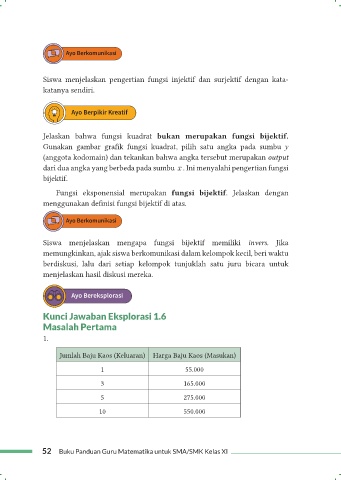 Ayo Berkomunikasi
Siswa menjelaskan pengertian fungsi injektif dan surjektif dengan kata-
katanya sendiri.
Ayo Berpikir Kreatif
Jelaskan bahwa fungsi kuadrat bukan merupakan fungsi bijektif.
Gunakan gambar grafik fungsi kuadrat, pilih satu angka pada sumbu y
(anggota kodomain) dan tekankan bahwa angka tersebut merupakan output
dari dua angka yang berbeda pada sumbu x . Ini menyalahi pengertian fungsi
bijektif.
Fungsi eksponensial merupakan fungsi bijektif. Jelaskan dengan
menggunakan definisi fungsi bijektif di atas.
Ayo Berkomunikasi
Siswa menjelaskan mengapa fungsi bijektif memiliki invers. Jika
memungkinkan, ajak siswa berkomunikasi dalam kelompok kecil, beri waktu
berdiskusi, lalu dari setiap kelompok tunjuklah satu juru bicara untuk
menjelaskan hasil diskusi mereka.
Ayo Bereksplorasi
Kunci Jawaban Eksplorasi 1.6
Masalah Pertama
1.
Jumlah Baju Kaos (Keluaran) Harga Baju Kaos (Masukan)
1 55.000
3 165.000
5 275.000
10 550.000
52 Buku Panduan Guru Matematika untuk SMA/SMK Kelas XI